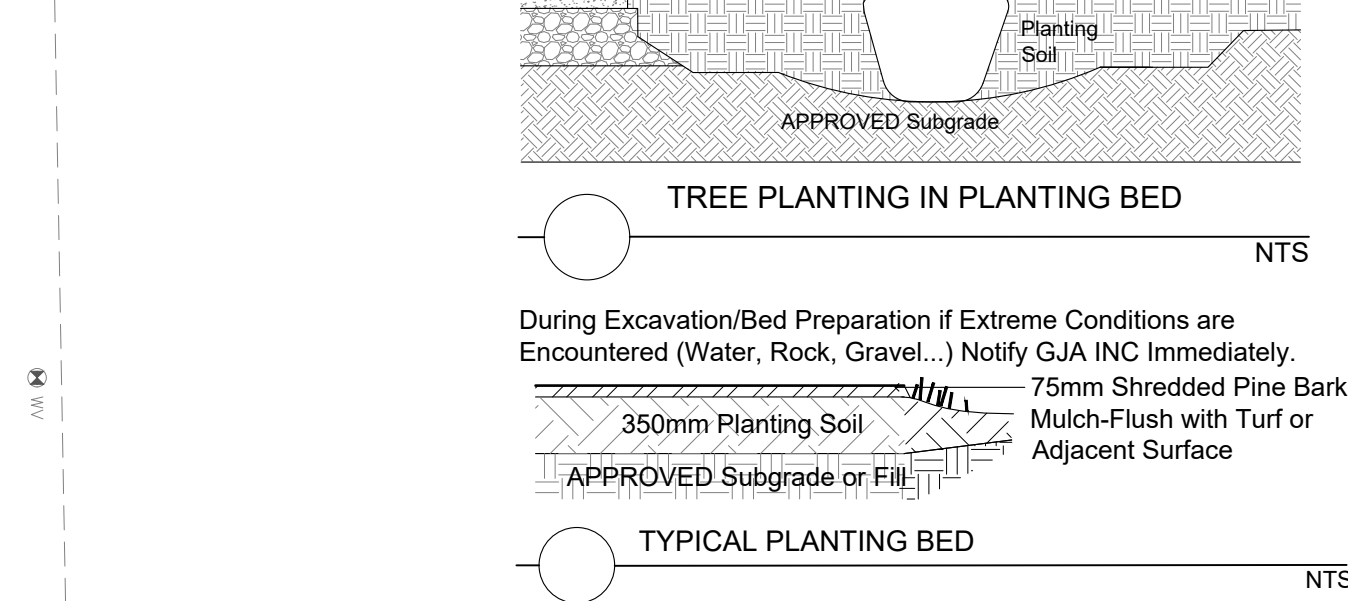 Planting
Soil
APPROVED Subgrade
TREE PLANTING IN PLANTING BED
NTS
During Excavation/Bed Preparation if Extreme Conditions are
Encountered (Water, Rock, Gravel...) Notify GJA INC Immediately.
75mm Shredded Pine Bark
Mulch-Flush with Turf or
Adjacent Surface
350mm Planting Soil
APPROVED Subgrade or Fill
TYPICAL PLANTING BED
NTS
WV